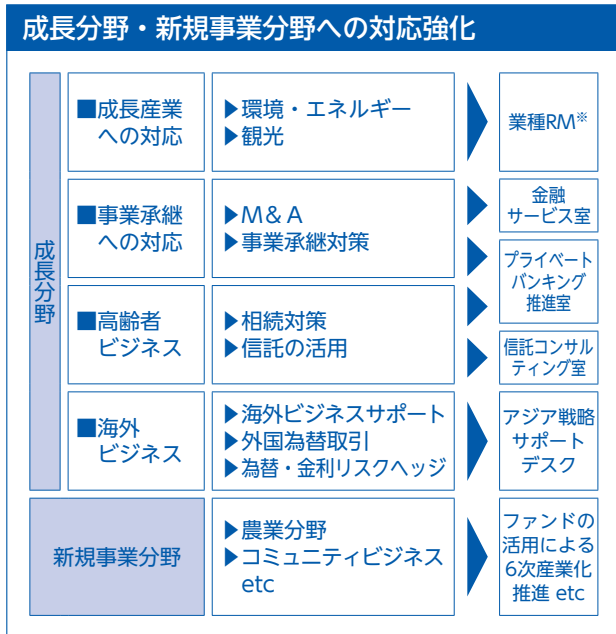 成長分野・新規事業分野への対応強化
成長分野
■成長産業
への対応
▶環境・エネルギー
▶観光
業種RM※
■事業承継
への対応
▶M&A
▶事業承継対策
金融
サービス室
プライベート
バンキング
推進室
■高齢者
ビジネス
▶相続対策
▶信託の活用
信託コンサル
ティング室
■海外
ビジネス
▶海外ビジネスサポート
▶外国為替取引
▶為替・金利リスクヘッジ
アジア戦略
サポート
デスク
新規事業分野
▶農業分野
▶コミュニティビジネス
etc
ファンドの
活用による
6次産業化
推進 etc